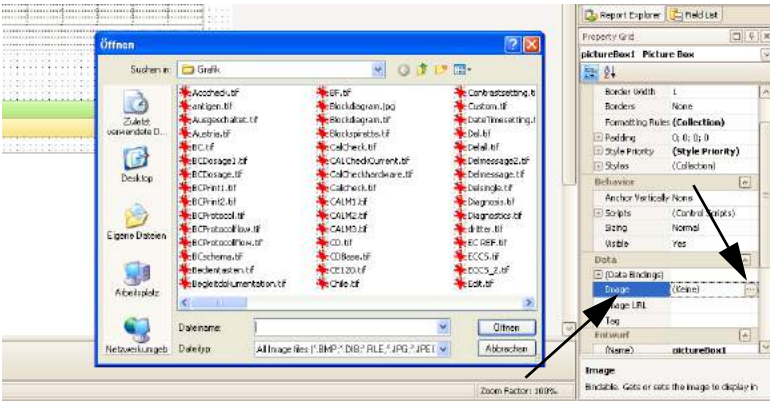 Report Explorer
Field List
Property Grid
pictureBox1 Picture Box
Border Width 1
Borders None
Formatting Rules (Collection)
Padding 0; 0; 0; 0
Style Priority (Style Priority)
Styles (Collection)
Behavior
Anchor Vertically None
Scripts (Control Scripts)
Sizing Normal
Visible Yes
Data
(Data Bindings)
Image (Keine)
Image URL
Tag
Entwurf
(Name) pictureBox1
Image
Bindable. Gets or sets the image to display in
Öffnen
Suchen in: Grafik
Zuletzt
verwendete D...
Desktop
Eigene Dateien
Arbeitsplatz
Netzwerkumgeb
Acccheck.tif
antigen.tif
Ausgeschaltet.tif
Austria.tif
BC.tif
BCDosage1.tif
BCDosage.tif
BCPrint1.tif
BCPrint2.tif
BCProtocol.tif
BCProtocolFlow.tif
BCProtocollFlow.tif
BCschema.tif
Bedientasten.tif
Begleitdokumentation.tif
BF.tif
Blockdiagram.jpg
Blockdiagram.tif
Blockspirette.tif
CalCheck.tif
CALCheckCurrent.tif
CalCheckhardware.tif
Calcheck.tif
CALM1.tif
CALM2.tif
CALM3.tif
CD.tif
CDBase.tif
CE120.tif
Chile.tif
Contrastsetting.t
Custom.tif
DateTimesetting.t
Del.tif
Delall.tif
Delmessage2.tif
Delmessage.tif
Delsingle.tif
Diagnosis.tif
Diagnostics.tif
dritter.tif
EC REF.tif
ECCS.tif
ECCS_2.tif
Edit.tif
Dateiname:
Öffnen
Dateityp: All Image files (*.BMP;*.DIB;*.RLE;*.JPG;*.JPE(
Abbrechen
Zoom Factor: 100%